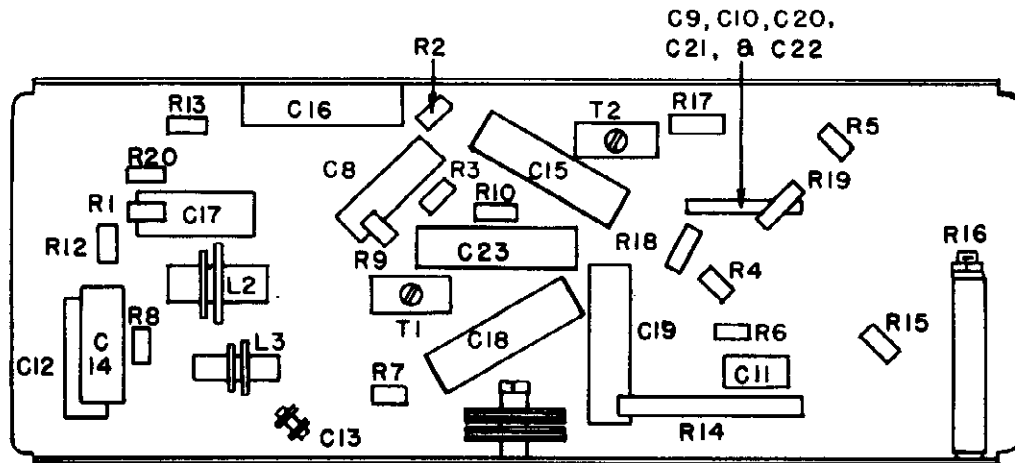 C9, C10, C20,
C21, & C22
R2
R13
C16
T2
R17
R5
C8
R3
C15
R20
R19
R10
R1
C17
R12
R18
R16
R9
C23
L2
R4
T1
C18
C19
R8
R6
R15
C12
C
14
L3
C11
R7
C13
R14